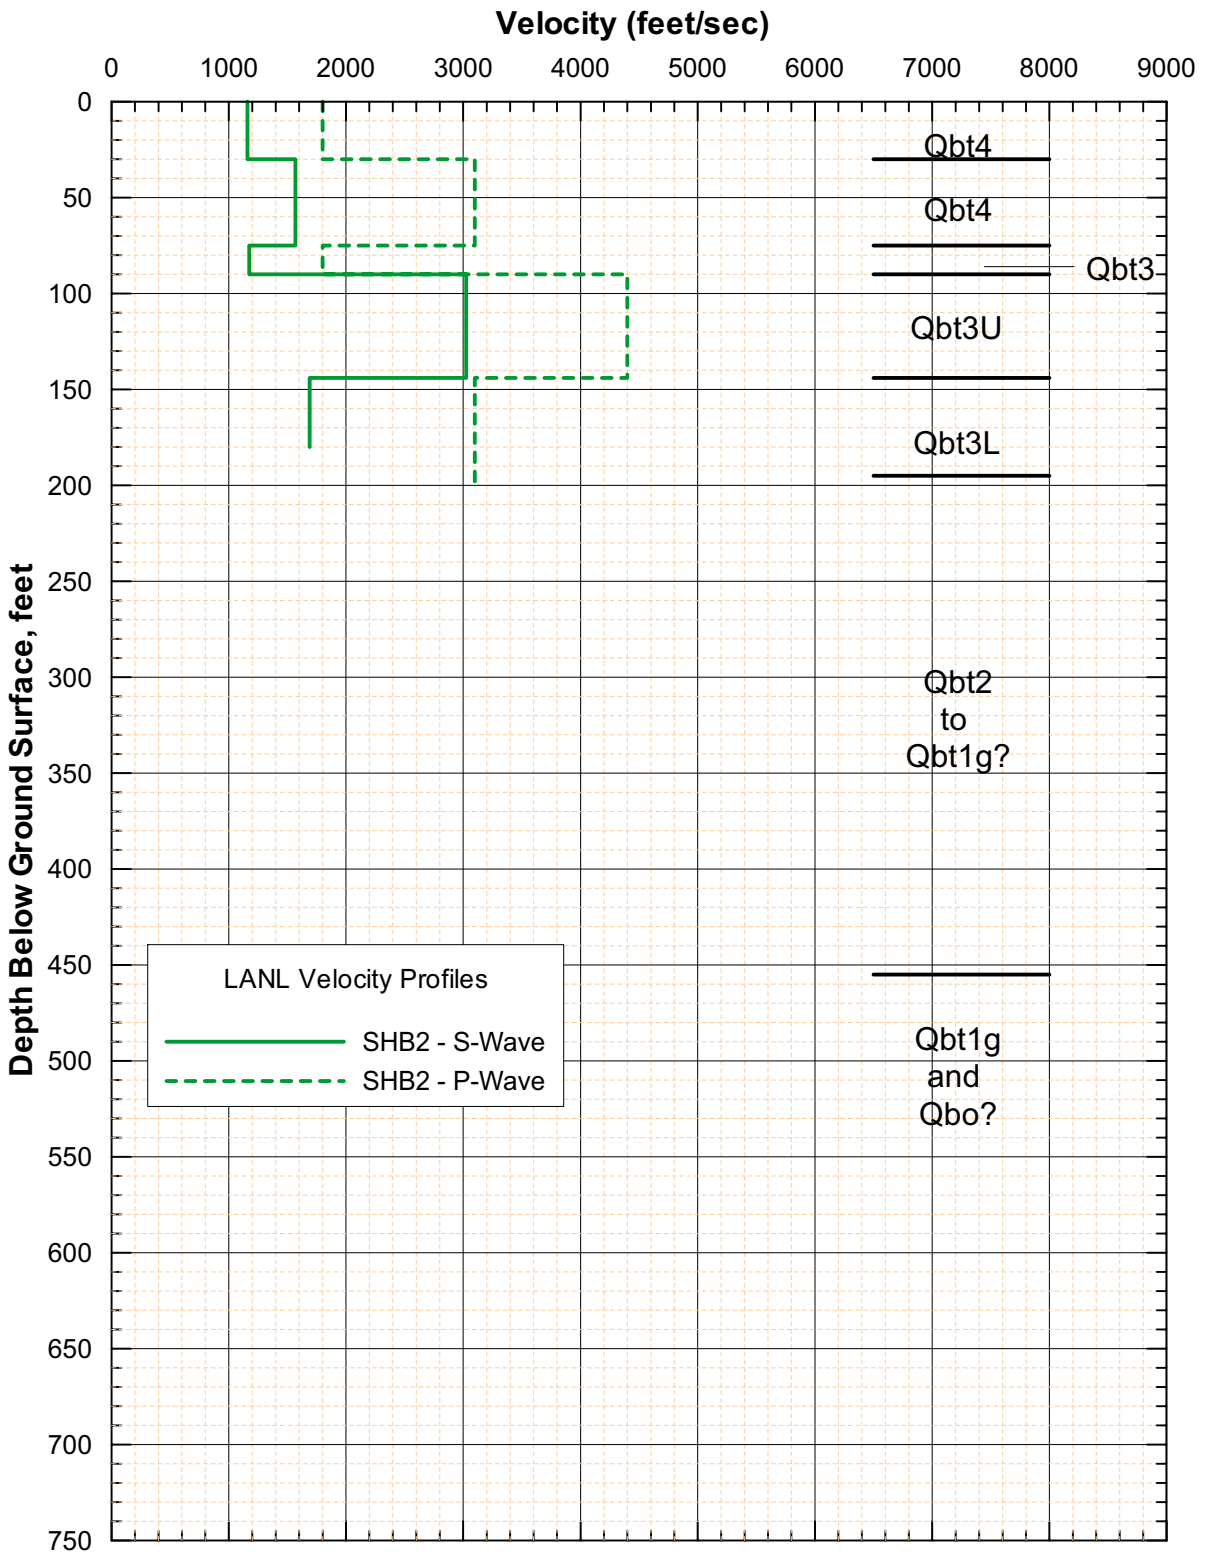 Velocity (feet/sec)
0 1000 2000 3000 4000 5000 6000 7000 8000 9000
0
50
100
150
200
250
300
350
400
450
500
550
600
650
700
750
Depth Below Ground Surface, feet
Qbt4
Qbt4
Qbt3
Qbt3U
Qbt3L
Qbt2
to
Qbt1g?
Qbt1g
and
Qbo?
LANL Velocity Profiles
SHB2 - S-Wave
SHB2 - P-Wave